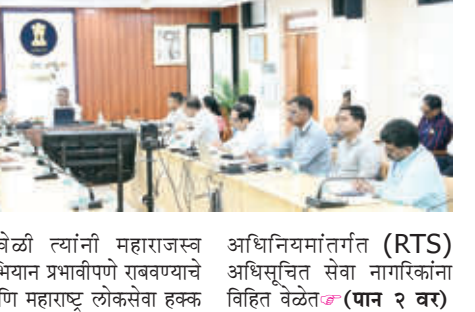 वेळी त्यांनी महाराजस्व
भियान प्रभावीपणे राबवण्याचे
णि महाराष्ट्र लोकसेवा हक्क
अधिनियमांतर्गत (RTS)
अधिसूचित सेवा नागरिकांना
विहित वेळेत☞(पान २ वर)